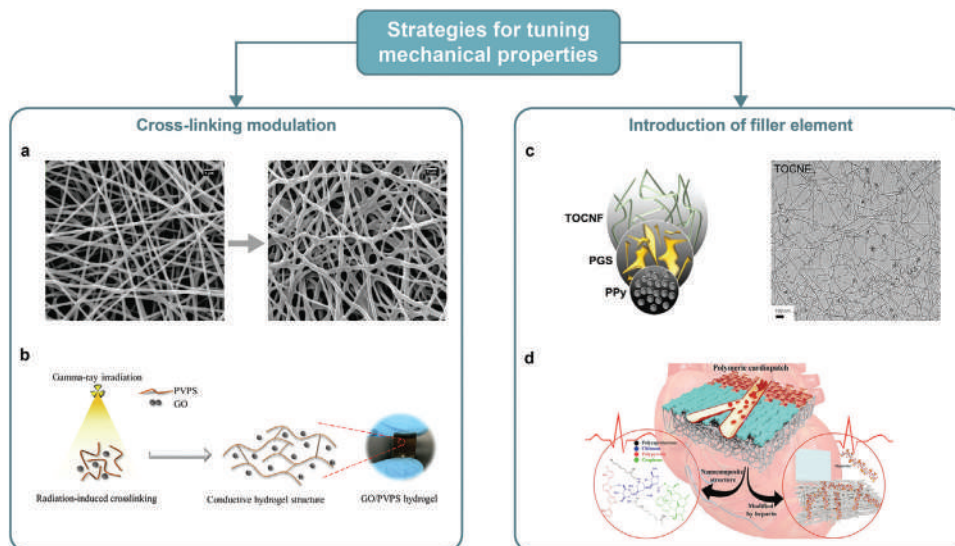 Strategies for tuning
mechanical properties
Cross-linking modulation
a
b
Gamma-ray irradiation
PVPS
GO
Radiation-induced crosslinking
Conductive hydrogel structure
GO/PVPS hydrogel
Introduction of filler element
c
TOCNF
PGS
PPy
TOCNF
d
Polymeric cardiopatch
Chitosan
Polypyrrole
Graphene
Nanocomposite
structure
Modified
by heparin